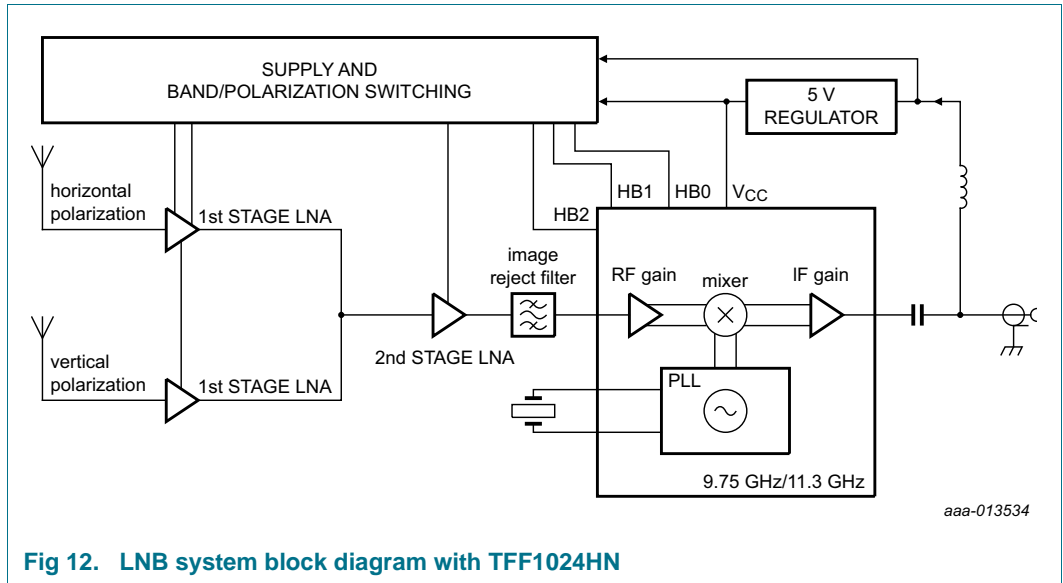 SUPPLY AND
BAND/POLARIZATION SWITCHING
5 V
REGULATOR
horizontal
polarization
1st STAGE LNA
HB2
HB1
HB0
VCC
image
reject filter
RF gain
mixer
IF gain
2nd STAGE LNA
vertical
polarization
1st STAGE LNA
PLL
9.75 GHz/11.3 GHz
aaa-013534
Fig 12. LNB system block diagram with TFF1024HN